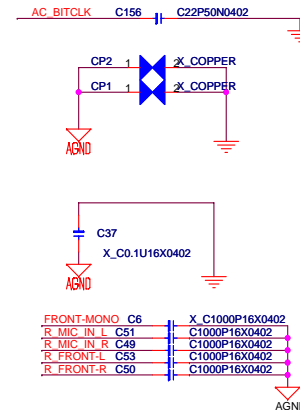 AC_BITCLK C156 C22P50N0402
CP2 1 2 X_COPPER
CP1 1 2 X_COPPER
AGND
C37
X_C0.1U16X0402
AGND
FRONT-MONO C6 X_C1000P16X0402
R_MIC_IN_L C51 C1000P16X0402
R_MIC_IN_R C49 C1000P16X0402
R_FRONT-L C53 C1000P16X0402
R_FRONT-R C50 C1000P16X0402
AGND